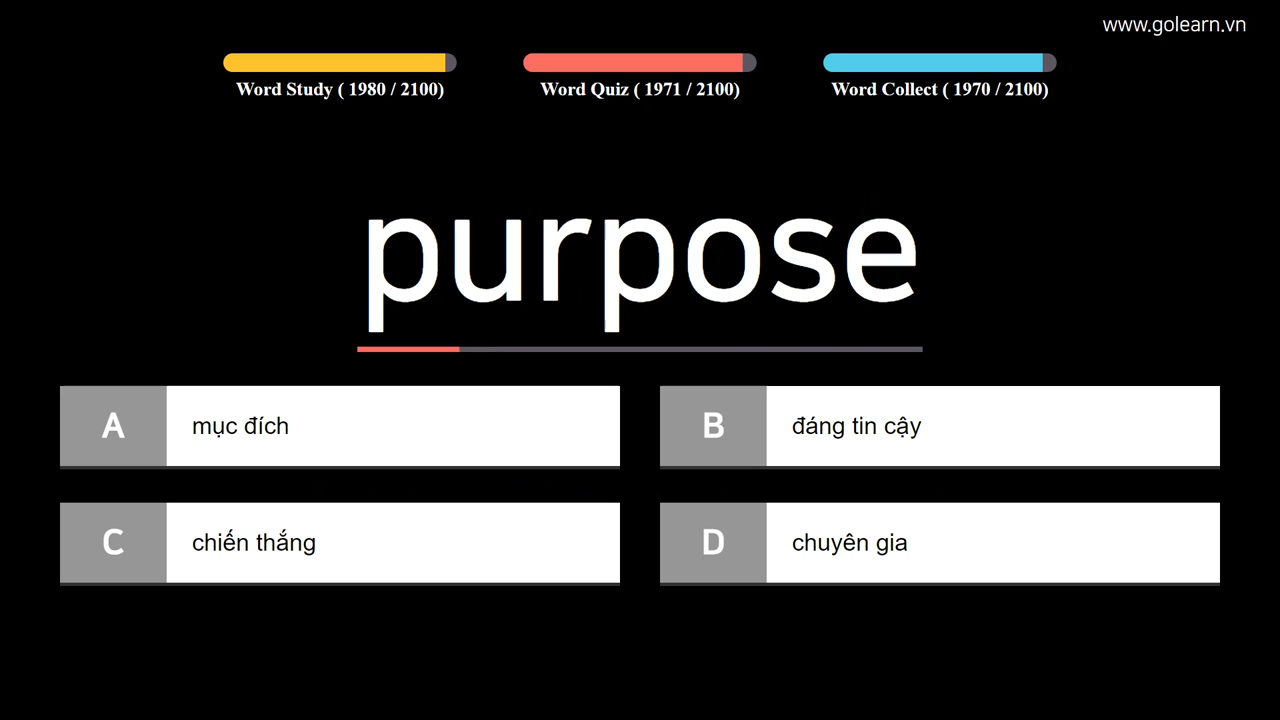 www.golearn.vn
Word Study ( 1980 / 2100)
Word Quiz ( 1971 / 2100)
Word Collect ( 1970 / 2100)
purpose
A mục đích
B đáng tin cậy
C chiến thắng
D chuyên gia